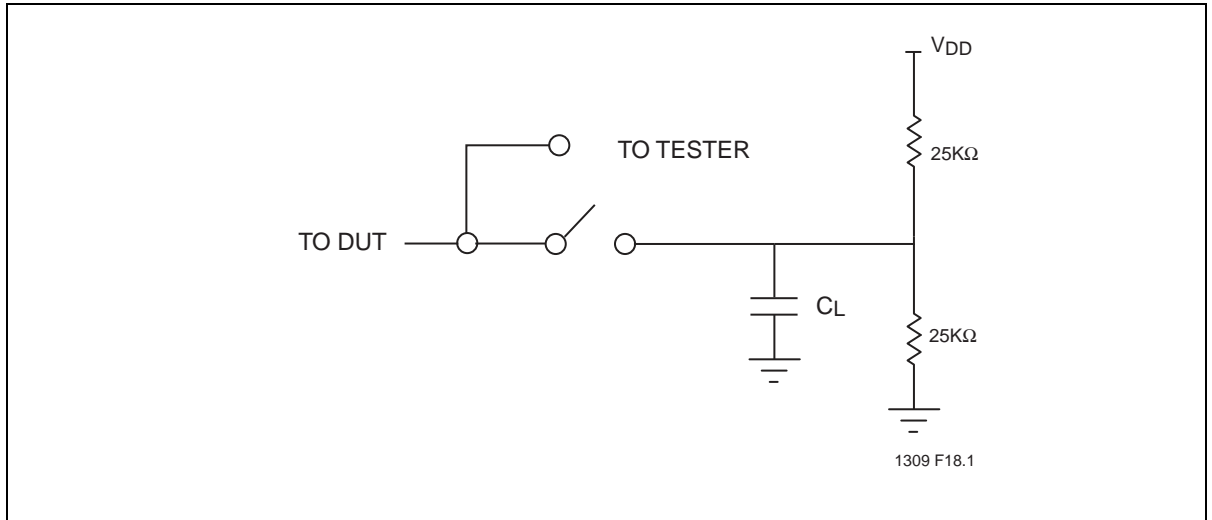 VDD
25KΩ
TO TESTER
TO DUT
CL
25KΩ
1309 F18.1